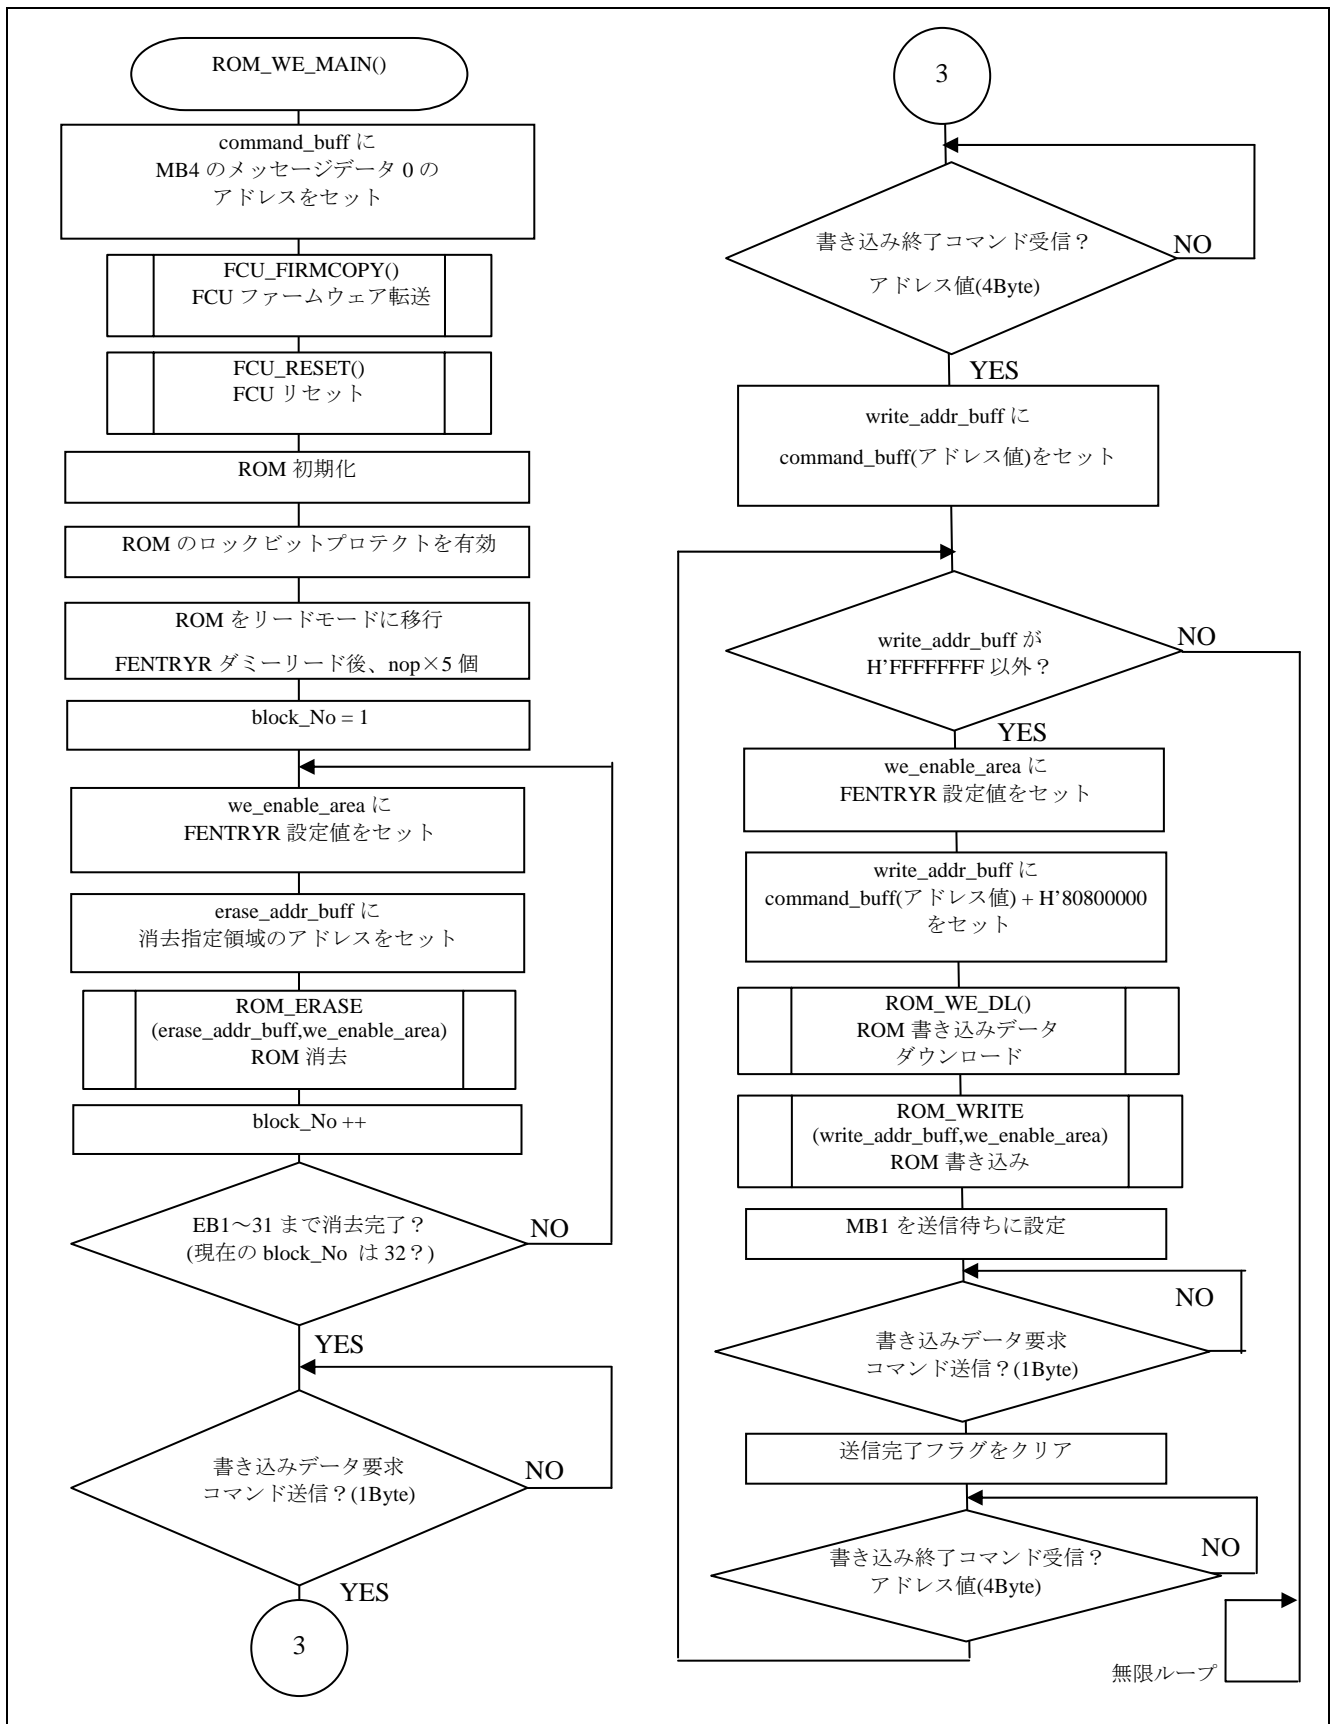 ROM_WE_MAIN()
command_buff に
MB4 のメッセージデータ 0 の
アドレスをセット
FCU_FIRMCOPY()
FCU ファームウェア転送
FCU_RESET()
FCU リセット
ROM 初期化
ROM のロックビットプロテクトを有効
ROM をリードモードに移行
FENTRYR ダミーリード後、nop×5 個
block_No = 1
we_enable_area に
FENTRYR 設定値をセット
erase_addr_buff に
消去指定領域のアドレスをセット
ROM_ERASE
(erase_addr_buff,we_enable_area)
ROM 消去
block_No ++
EB1～31 まで消去完了？
(現在の block_No は 32？)
NO
YES
書き込みデータ要求
コマンド送信？(1Byte)
NO
YES
3
3
書き込み終了コマンド受信？
アドレス値(4Byte)
NO
YES
write_addr_buff に
command_buff(アドレス値)をセット
write_addr_buff が
H’FFFFFFFF 以外？
NO
YES
we_enable_area に
FENTRYR 設定値をセット
write_addr_buff に
command_buff(アドレス値) + H’80800000
をセット
ROM_WE_DL()
ROM 書き込みデータ
ダウンロード
ROM_WRITE
(write_addr_buff,we_enable_area)
ROM 書き込み
MB1 を送信待ちに設定
書き込みデータ要求
コマンド送信？(1Byte)
NO
送信完了フラグをクリア
書き込み終了コマンド受信？
アドレス値(4Byte)
NO
無限ループ